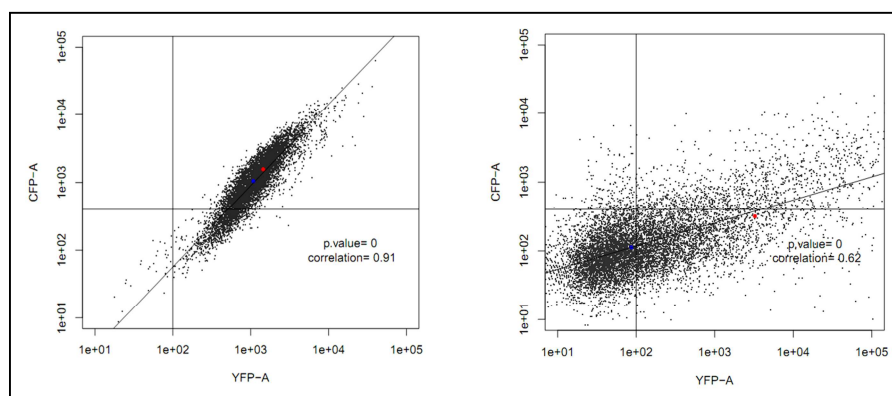 CFP-A
1e+05
1e+04
1e+03
1e+02
1e+01
p.value= 0
correlation= 0.91
1e+01 1e+02 1e+03 1e+04 1e+05
YFP-A
CFP-A
1e+05
1e+04
1e+03
1e+02
1e+01
p.value= 0
correlation= 0.62
1e+01 1e+02 1e+03 1e+04 1e+05
YFP-A